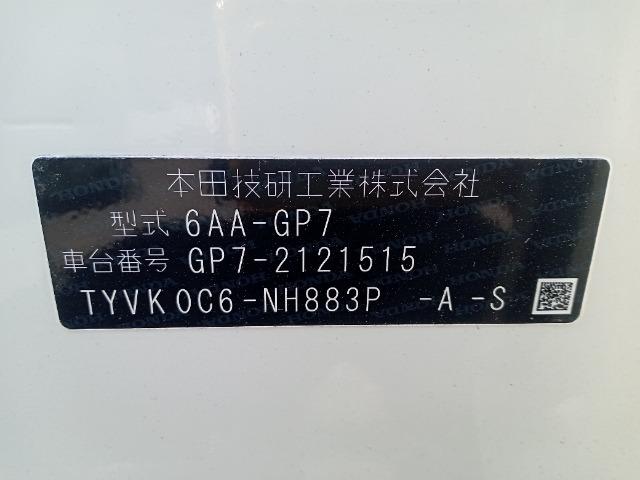 本田技研工業株式会社
型式 6AA-GP7
車台番号 GP7-2121515
TYVK0C6-NH883P -A-S